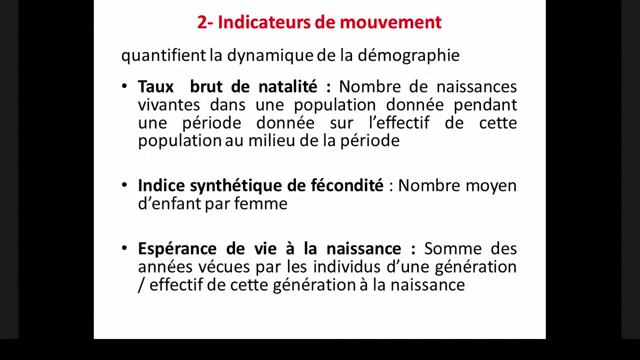 2- Indicateurs de mouvement
quantifient la dynamique de la démographie
• Taux brut de natalité : Nombre de naissances
vivantes dans une population donnée pendant
une période donnée sur l’effectif de cette
population au milieu de la période
• Indice synthétique de fécondité : Nombre moyen
d’enfant par femme
• Espérance de vie à la naissance : Somme des
années vécues par les individus d’une génération
/ effectif de cette génération à la naissance